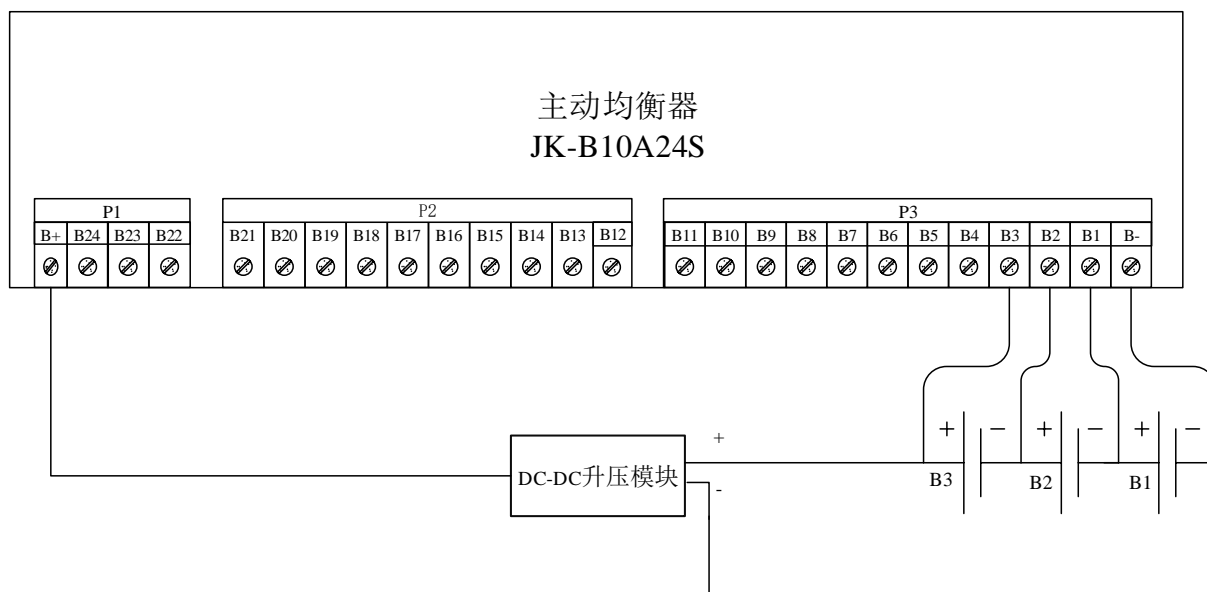 主动均衡器
JK-B10A24S
P1
P2
P3
B+ B24 B23 B22
B21 B20 B19 B18 B17 B16 B15 B14 B13 B12
B11 B10 B9 B8 B7 B6 B5 B4 B3 B2 B1 B-
+ - + - + -
+
DC-DC升压模块
-
B3 B2 B1